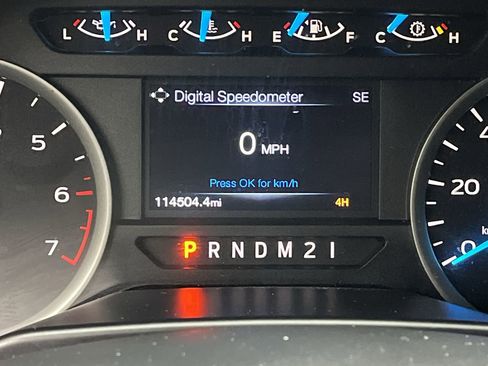 L H C H E F C H
Digital Speedometer SE
0 MPH
Press OK for km/h
114504.4mi 4H
P R N D M 2 1
5
6
7
20
0